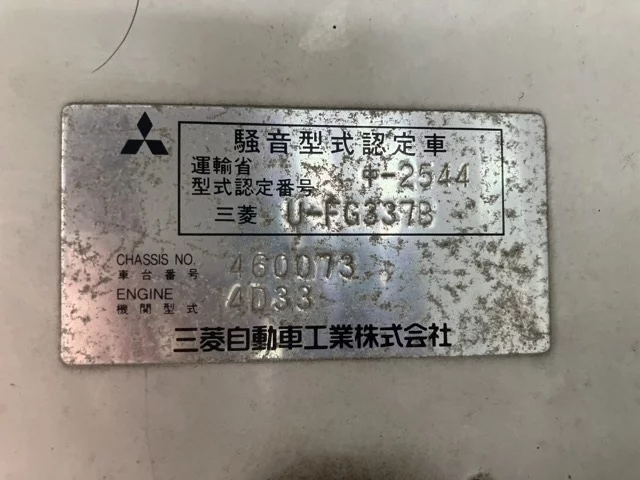 騒音型式認定車
運輸省
型式認定番号 中-2544
三菱 U-FG337B
CHASSIS NO. 460073
車台番号
ENGINE 4D33
機関型式
三菱自動車工業株式会社